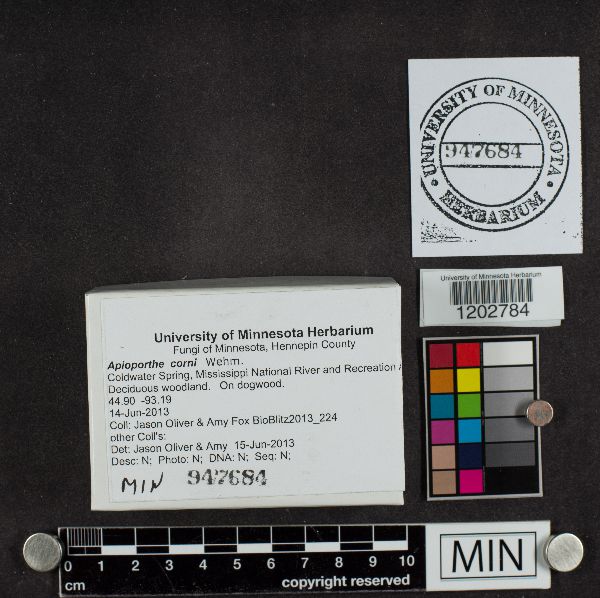 UNIVERSITY OF MINNESOTA
947684
HERBARIUM
University of Minnesota Herbarium
1202784
University of Minnesota Herbarium
Fungi of Minnesota, Hennepin County
Apioporthe corni Wehm.
Coldwater Spring, Mississippi National River and Recreation
Deciduous woodland. On dogwood.
44.90 -93.19
14-Jun-2013
Coll: Jason Oliver & Amy Fox BioBlitz2013_224
other Coll's:
Det: Jason Oliver & Amy 15-Jun-2013
Desc: N; Photo: N; DNA: N; Seq: N;
MIN 947684
0 1 2 3 4 5 6 7 8 9 10
cm copyright reserved
MIN